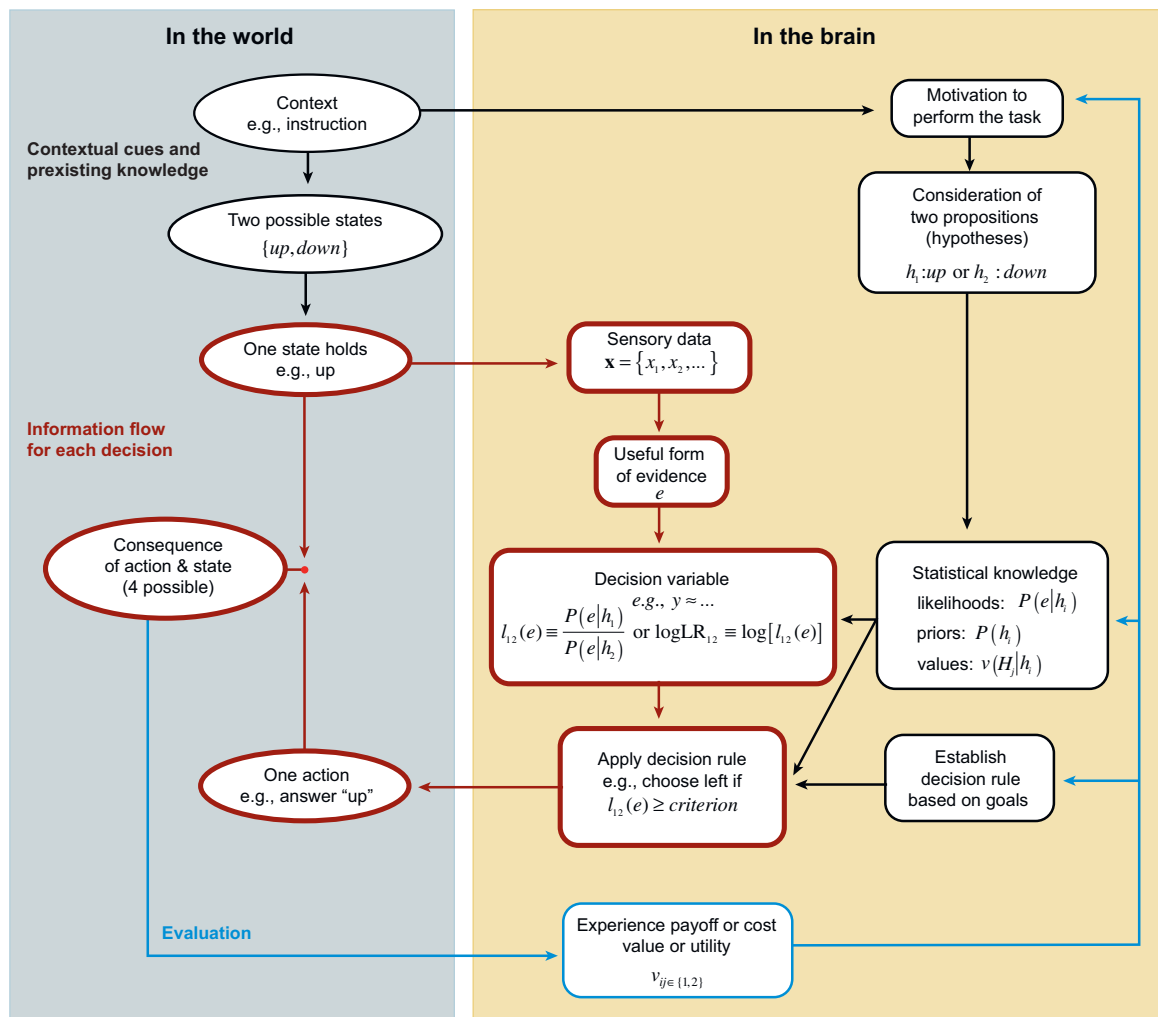 In the world
In the brain
Context
e.g., instruction
Motivation to
perform the task
Contextual cues and
prexisting knowledge
Two possible states
{up,down}
Consideration of
two propositions
(hypotheses)
h₁:up or h₂ :down
One state holds
e.g., up
Sensory data
x = {x₁, x₂,... }
Information flow
for each decision
Useful form
of evidence
e
Consequence
of action & state
(4 possible)
Decision variable
e.g., y ≈ ...
l₁₂(e) ≡ P(e|h₁) / P(e|h₂) or logLR₁₂ ≡ log[l₁₂(e)]
Statistical knowledge
likelihoods: P(e|hᵢ)
priors: P(hᵢ)
values: v(Hⱼ|hᵢ)
One action
e.g., answer “up”
Apply decision rule
e.g., choose left if
l₁₂(e) ≥ criterion
Establish
decision rule
based on goals
Evaluation
Experience payoff or cost
value or utility
v_{ij∈{1,2}}